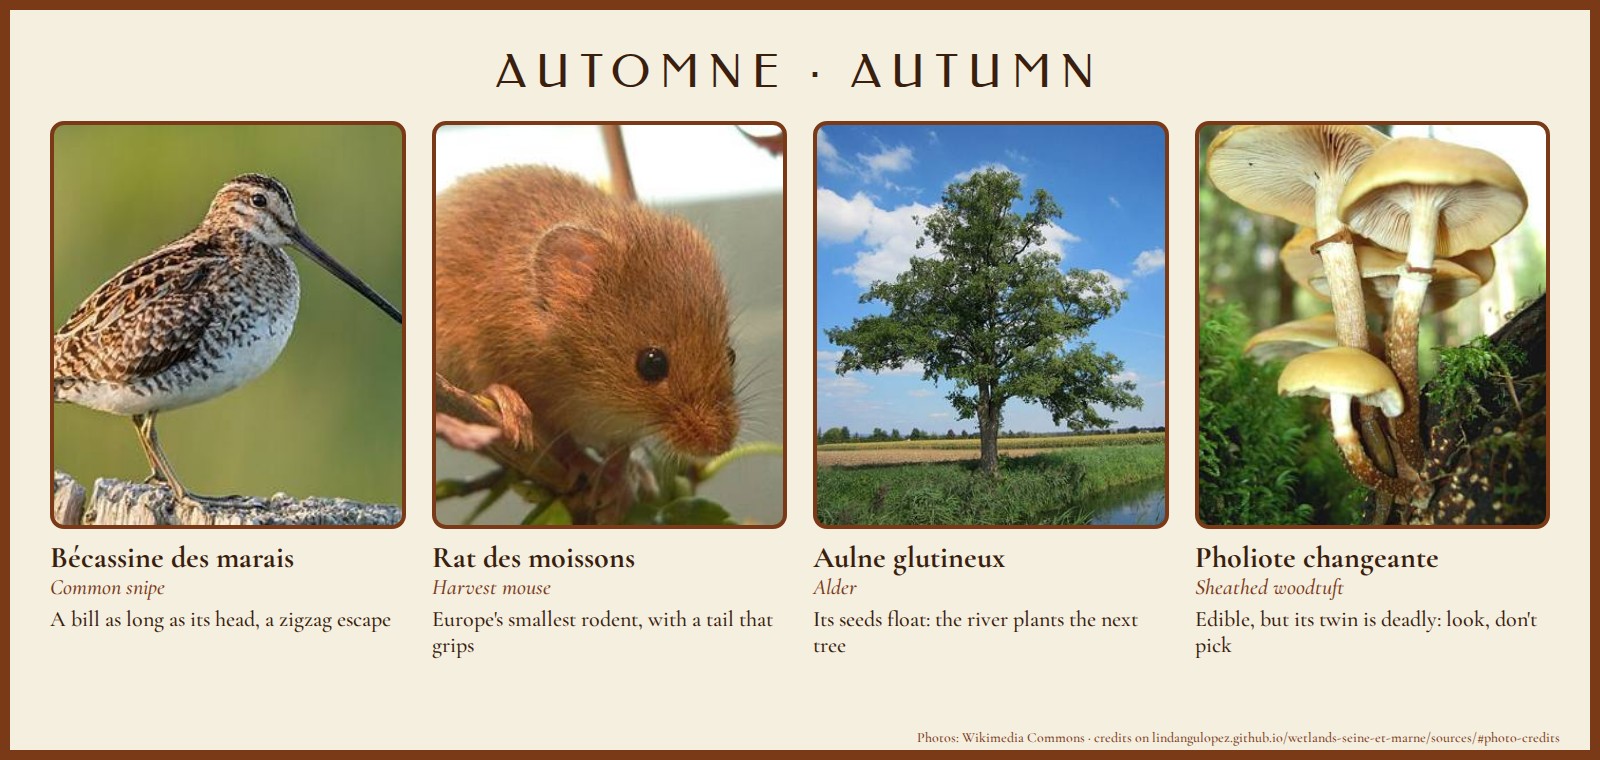 AUTOMNE · AUTUMN
Bécassine des marais
Common snipe
A bill as long as its head, a zigzag escape
Rat des moissons
Harvest mouse
Europe's smallest rodent, with a tail that
grips
Aulne glutineux
Alder
Its seeds float: the river plants the next
tree
Pholiote changeante
Sheathed woodtuft
Edible, but its twin is deadly: look, don't
pick
Photos: Wikimedia Commons · credits on lindangulopez.github.io/wetlands-seine-et-marne/sources/#photo-credits